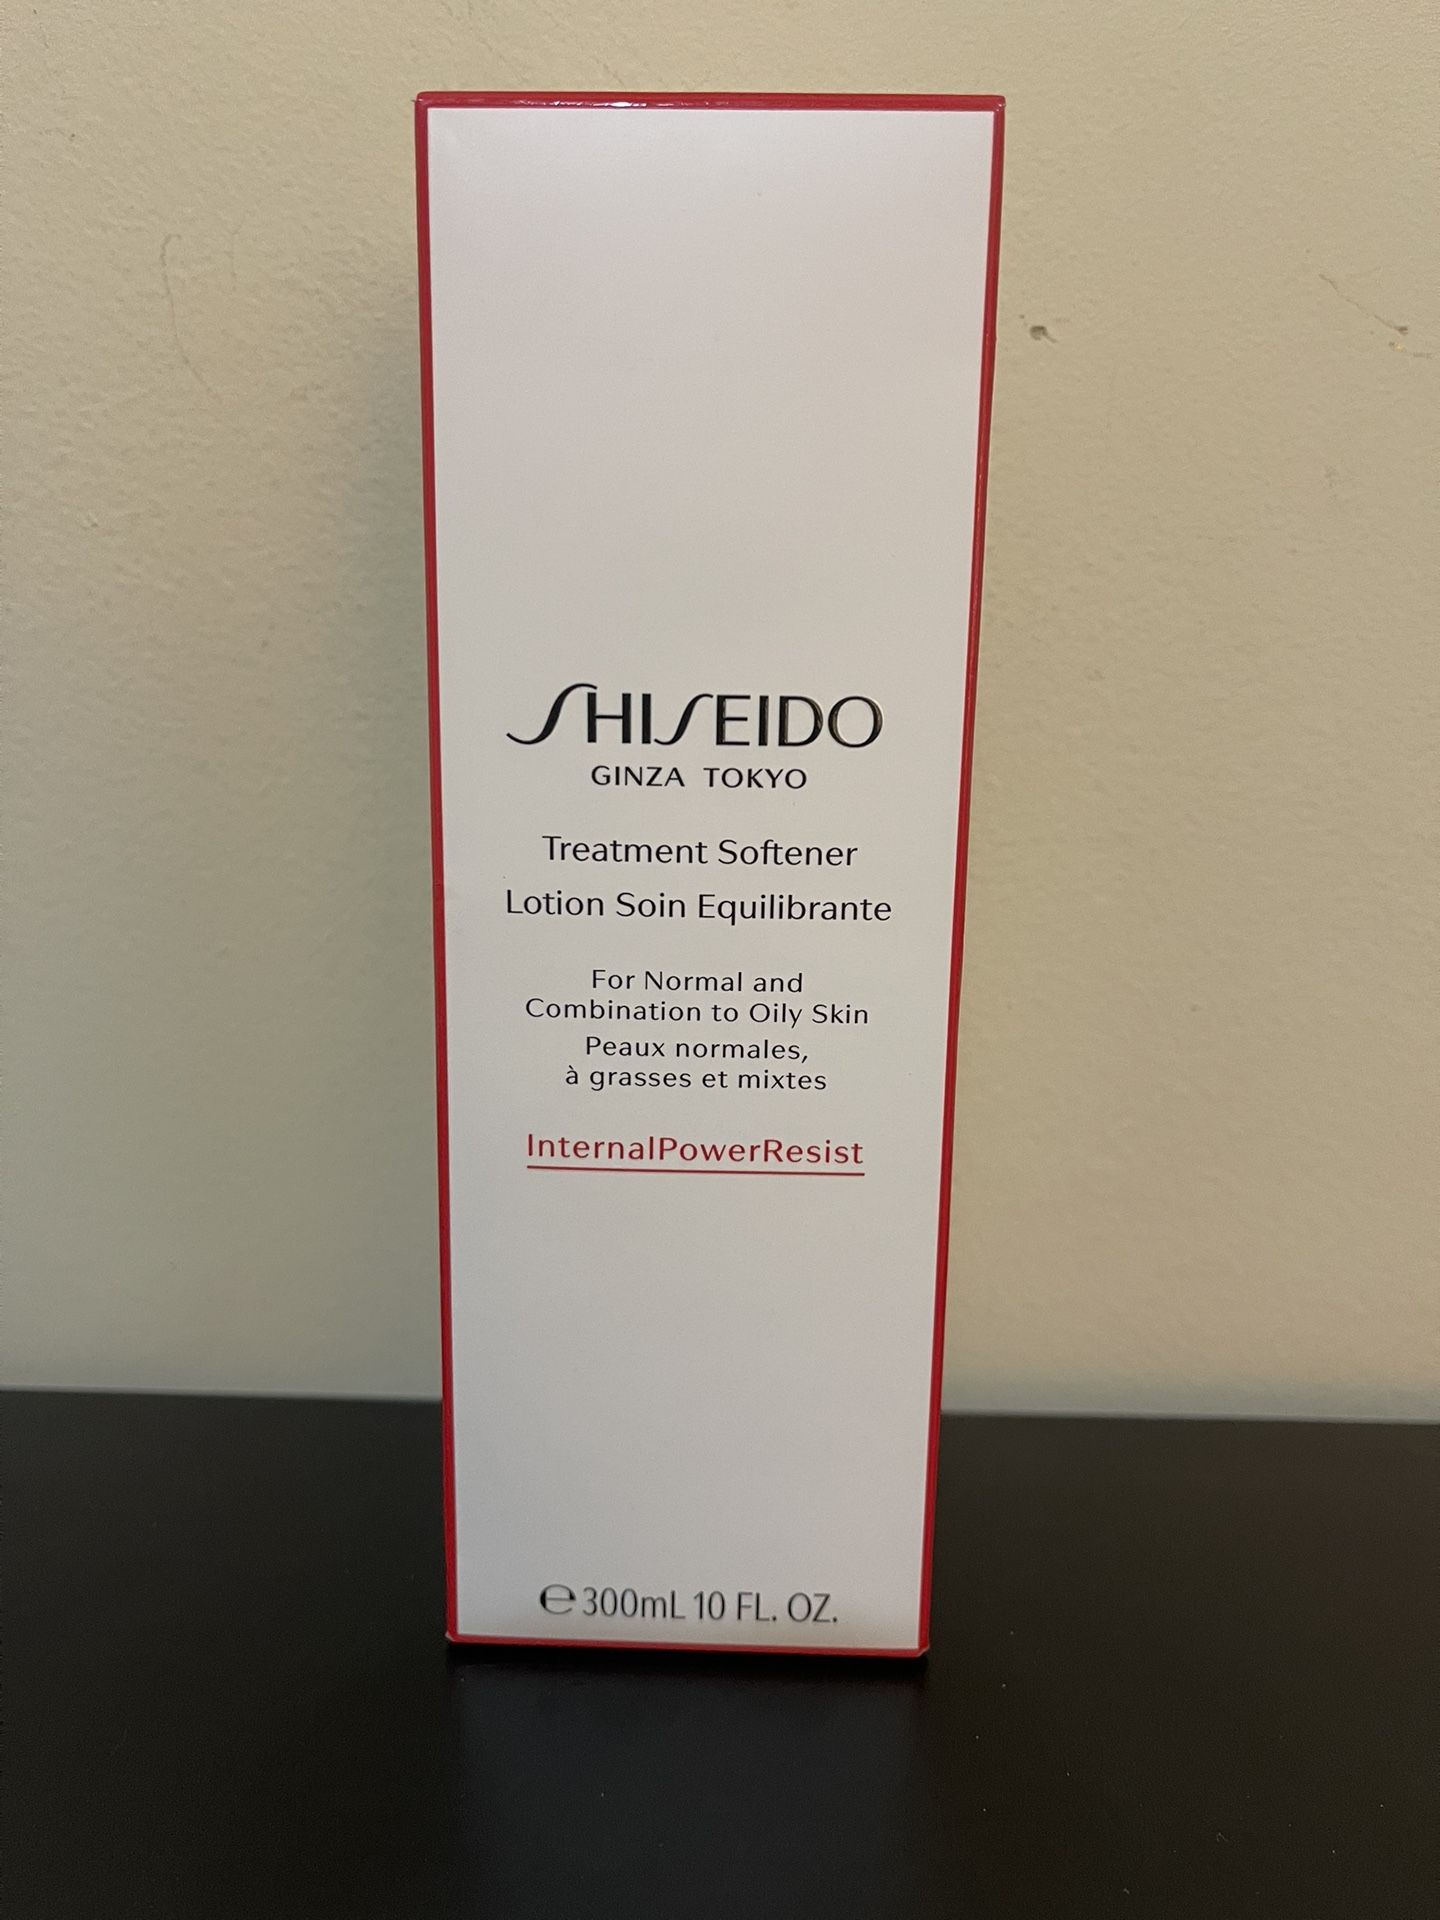 SHISEIDO
GINZA TOKYO
Treatment Softener
Lotion Soin Equilibrante
For Normal and
Combination to Oily Skin
Peaux normales,
à grasses et mixtes
InternalPowerResist
℮300mL 10 FL. OZ.